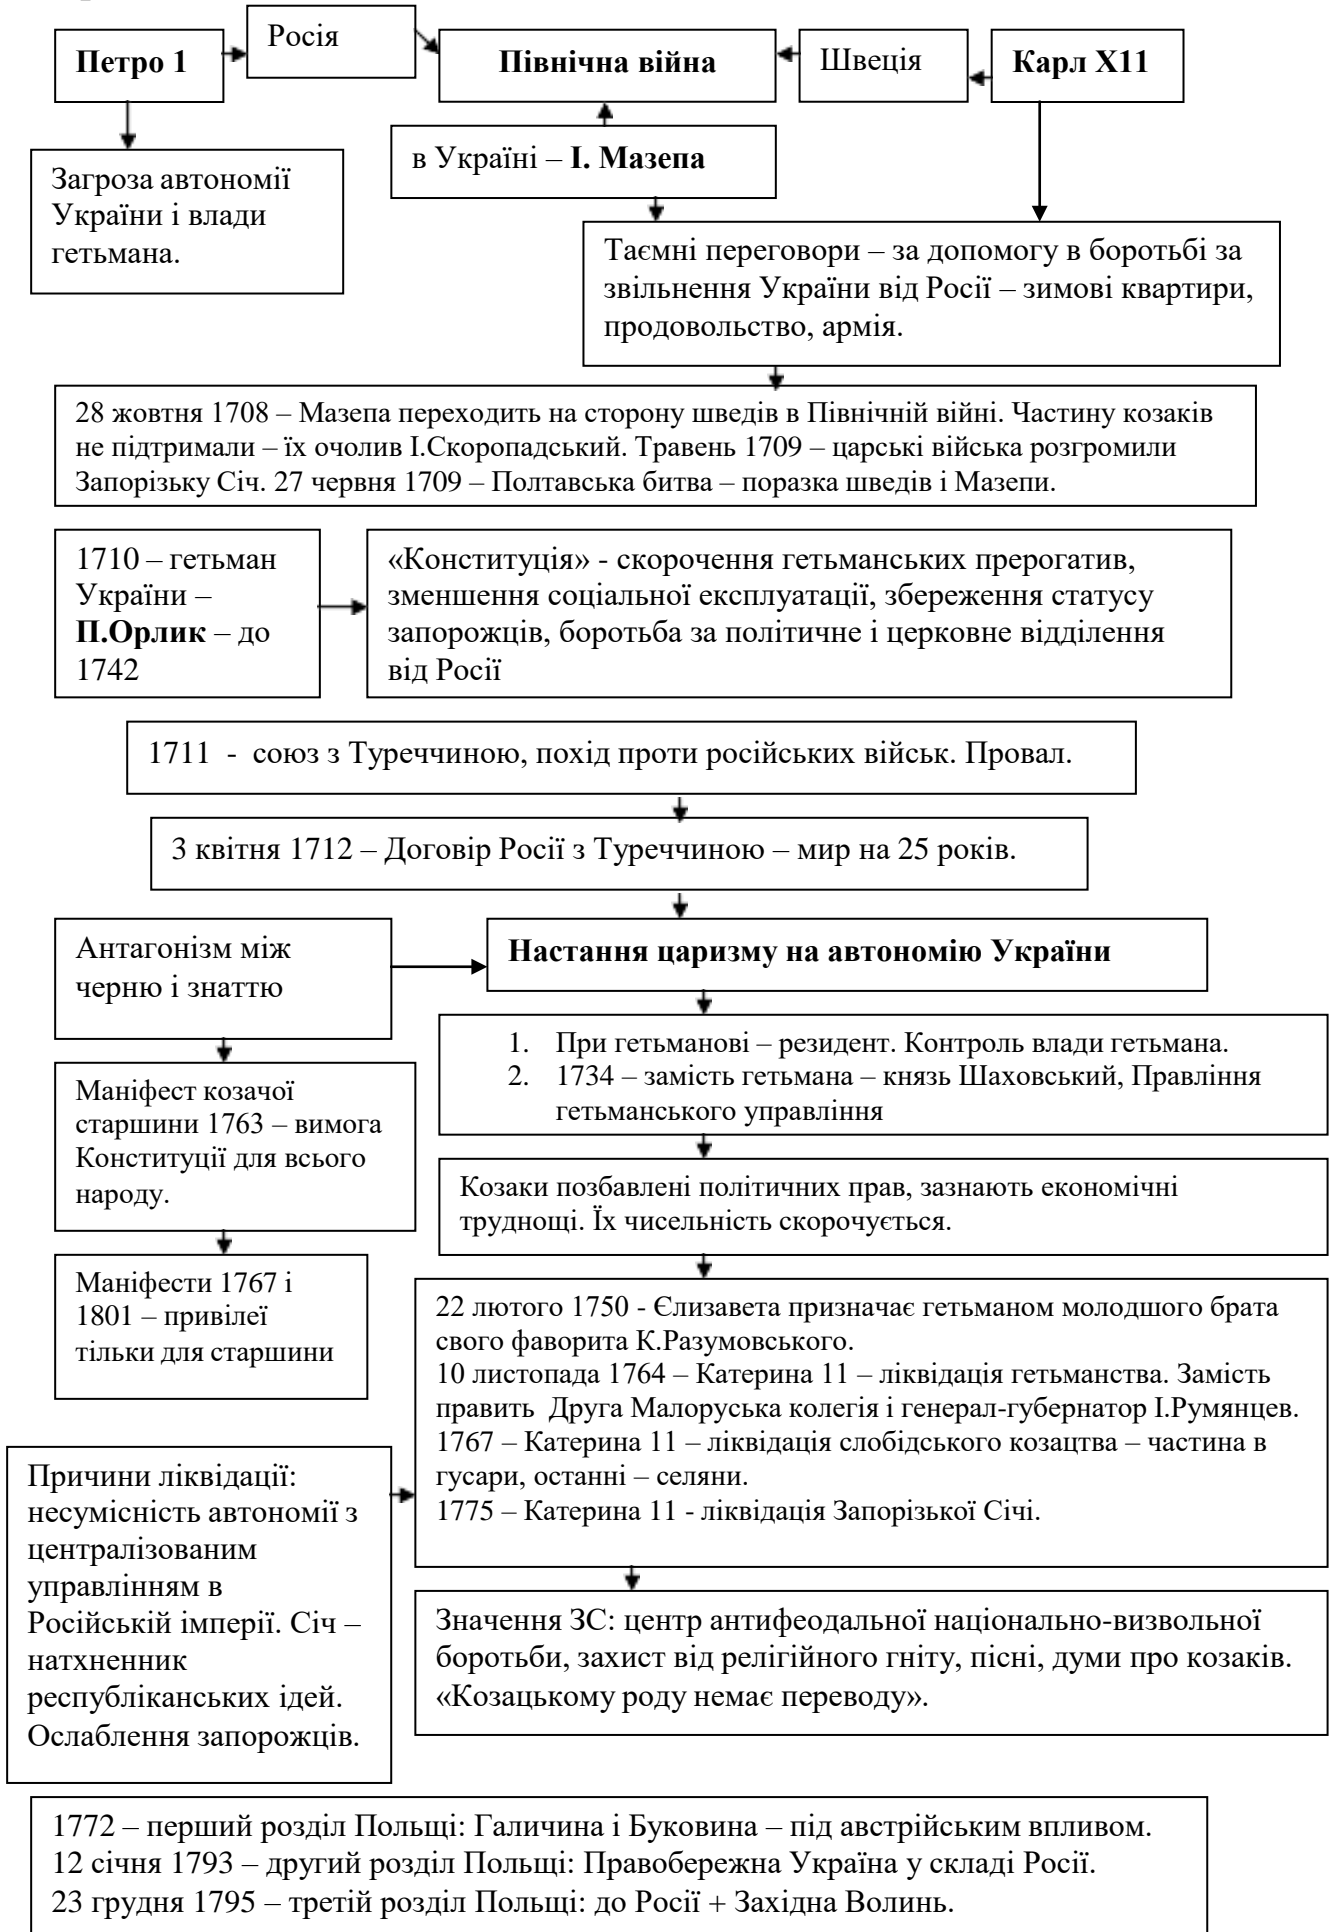 Петро 1
Росія
Північна війна
Швеція
Карл X11
в Україні – І. Мазепа
Загроза автономії
України і влади
гетьмана.
Таємні переговори – за допомогу в боротьбі за
звільнення України від Росії – зимові квартири,
продовольство, армія.
28 жовтня 1708 – Мазепа переходить на сторону шведів в Північній війні. Частину козаків
не підтримали – їх очолив І.Скоропадський. Травень 1709 – царські війська розгромили
Запорізьку Січ. 27 червня 1709 – Полтавська битва – поразка шведів і Мазепи.
1710 – гетьман
України –
П.Орлик – до
1742
«Конституція» - скорочення гетьманських прерогатив,
зменшення соціальної експлуатації, збереження статусу
запорожців, боротьба за політичне і церковне відділення
від Росії
1711 - союз з Туреччиною, похід проти російських військ. Провал.
3 квітня 1712 – Договір Росії з Туреччиною – мир на 25 років.
Антагонізм між
черню і знаттю
Настання царизму на автономію України
1. При гетьманові – резидент. Контроль влади гетьмана.
2. 1734 – замість гетьмана – князь Шаховський, Правління
гетьманського управління
Маніфест козачої
старшини 1763 – вимога
Конституції для всього
народу.
Козаки позбавлені політичних прав, зазнають економічні
труднощі. Їх чисельність скорочується.
Маніфести 1767 і
1801 – привілеї
тільки для старшини
22 лютого 1750 - Єлизавета призначає гетьманом молодшого брата
свого фаворита К.Разумовського.
10 листопада 1764 – Катерина 11 – ліквідація гетьманства. Замість
править Друга Малоруська колегія і генерал-губернатор І.Румянцев.
1767 – Катерина 11 – ліквідація слобідського козацтва – частина в
гусари, останні – селяни.
1775 – Катерина 11 - ліквідація Запорізької Січі.
Причини ліквідації:
несумісність автономії з
централізованим
управлінням в
Російській імперії. Січ –
натхненник
республіканських ідей.
Ослаблення запорожців.
Значення ЗС: центр антифеодальної національно-визвольної
боротьби, захист від релігійного гніту, пісні, думи про козаків.
«Козацькому роду немає переводу».
1772 – перший розділ Польщі: Галичина і Буковина – під австрійським впливом.
12 січня 1793 – другий розділ Польщі: Правобережна Україна у складі Росії.
23 грудня 1795 – третій розділ Польщі: до Росії + Західна Волинь.